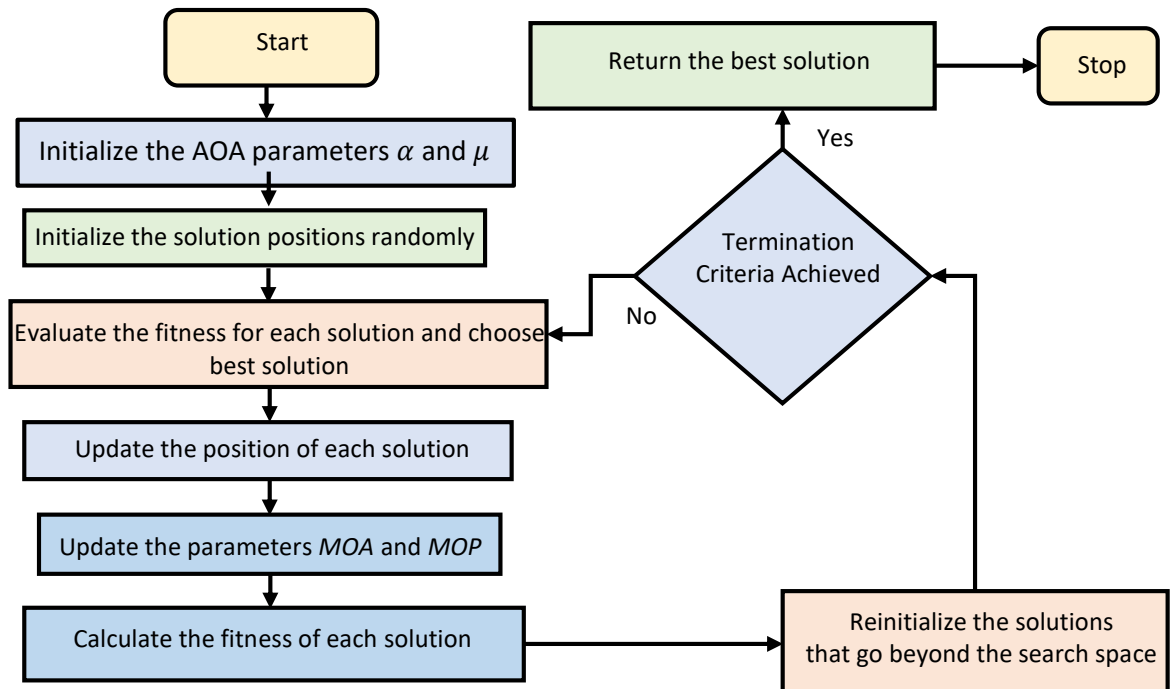 Start
Initialize the AOA parameters α and μ
Initialize the solution positions randomly
Evaluate the fitness for each solution and choose
best solution
Update the position of each solution
Update the parameters MOA and MOP
Calculate the fitness of each solution
Reinitialize the solutions
that go beyond the search space
Termination
Criteria Achieved
No
Yes
Return the best solution
Stop